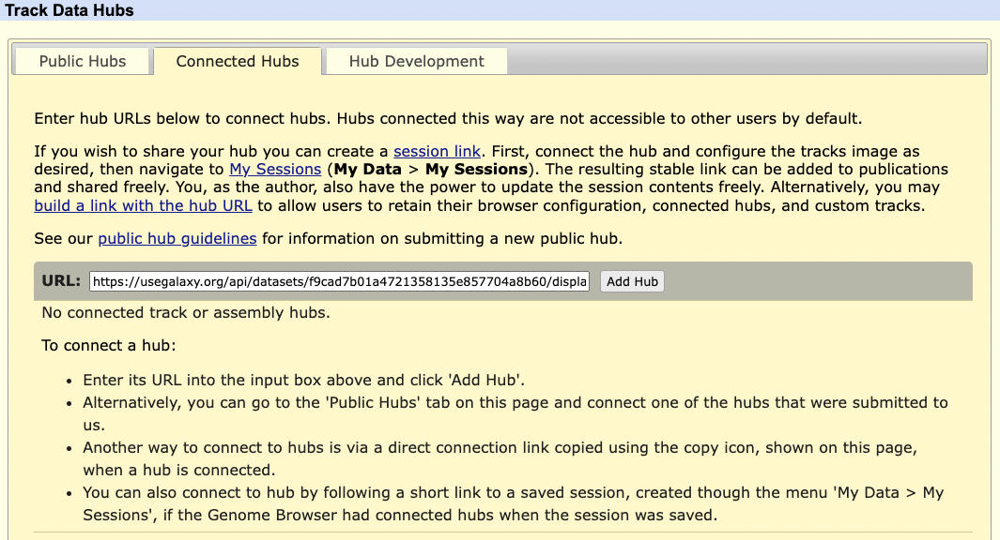 Track Data Hubs
Public Hubs
Connected Hubs
Hub Development
Enter hub URLs below to connect hubs. Hubs connected this way are not accessible to other users by default.
If you wish to share your hub you can create a session link. First, connect the hub and configure the tracks image as
desired, then navigate to My Sessions (My Data > My Sessions). The resulting stable link can be added to publications
and shared freely. You, as the author, also have the power to update the session contents freely. Alternatively, you may
build a link with the hub URL to allow users to retain their browser configuration, connected hubs, and custom tracks.
See our public hub guidelines for information on submitting a new public hub.
URL: https://usegalaxy.org/api/datasets/f9cad7b01a4721358135e857704a8b60/displa Add Hub
No connected track or assembly hubs.
To connect a hub:
• Enter its URL into the input box above and click 'Add Hub'.
• Alternatively, you can go to the 'Public Hubs' tab on this page and connect one of the hubs that were submitted to
us.
• Another way to connect to hubs is via a direct connection link copied using the copy icon, shown on this page,
when a hub is connected.
• You can also connect to hub by following a short link to a saved session, created though the menu 'My Data > My
Sessions', if the Genome Browser had connected hubs when the session was saved.